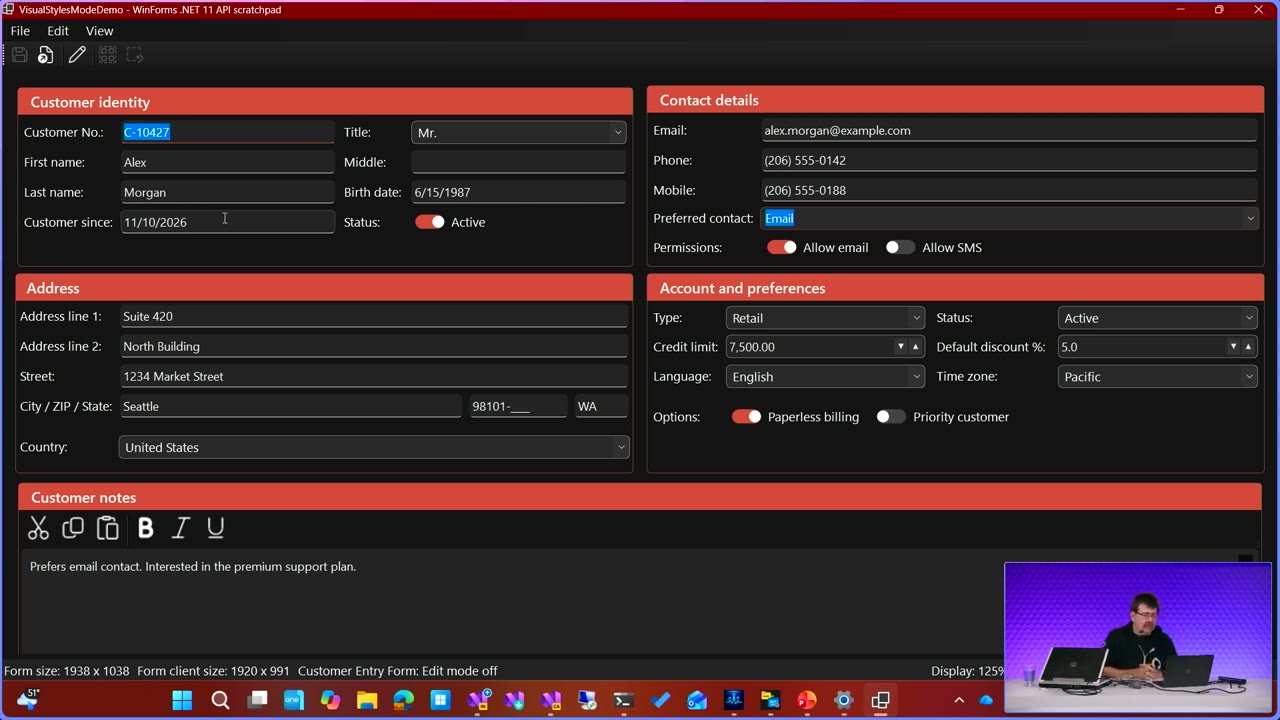 VisualStylesModeDemo - WinForms .NET 11 API scratchpad
File Edit View
Customer identity
Customer No.: C-10427 Title: Mr.
First name: Alex Middle:
Last name: Morgan Birth date: 6/15/1987
Customer since: 11/10/2026 Status: Active
Contact details
Email: alex.morgan@example.com
Phone: (206) 555-0142
Mobile: (206) 555-0188
Preferred contact: Email
Permissions: Allow email Allow SMS
Address
Address line 1: Suite 420
Address line 2: North Building
Street: 1234 Market Street
City / ZIP / State: Seattle 98101-___ WA
Country: United States
Account and preferences
Type: Retail Status: Active
Credit limit: 7,500.00 Default discount %: 5.0
Language: English Time zone: Pacific
Options: Paperless billing Priority customer
Customer notes
B I U
Prefers email contact. Interested in the premium support plan.
Form size: 1938 x 1038 Form client size: 1920 x 991 Customer Entry Form: Edit mode off Display: 125%
51°